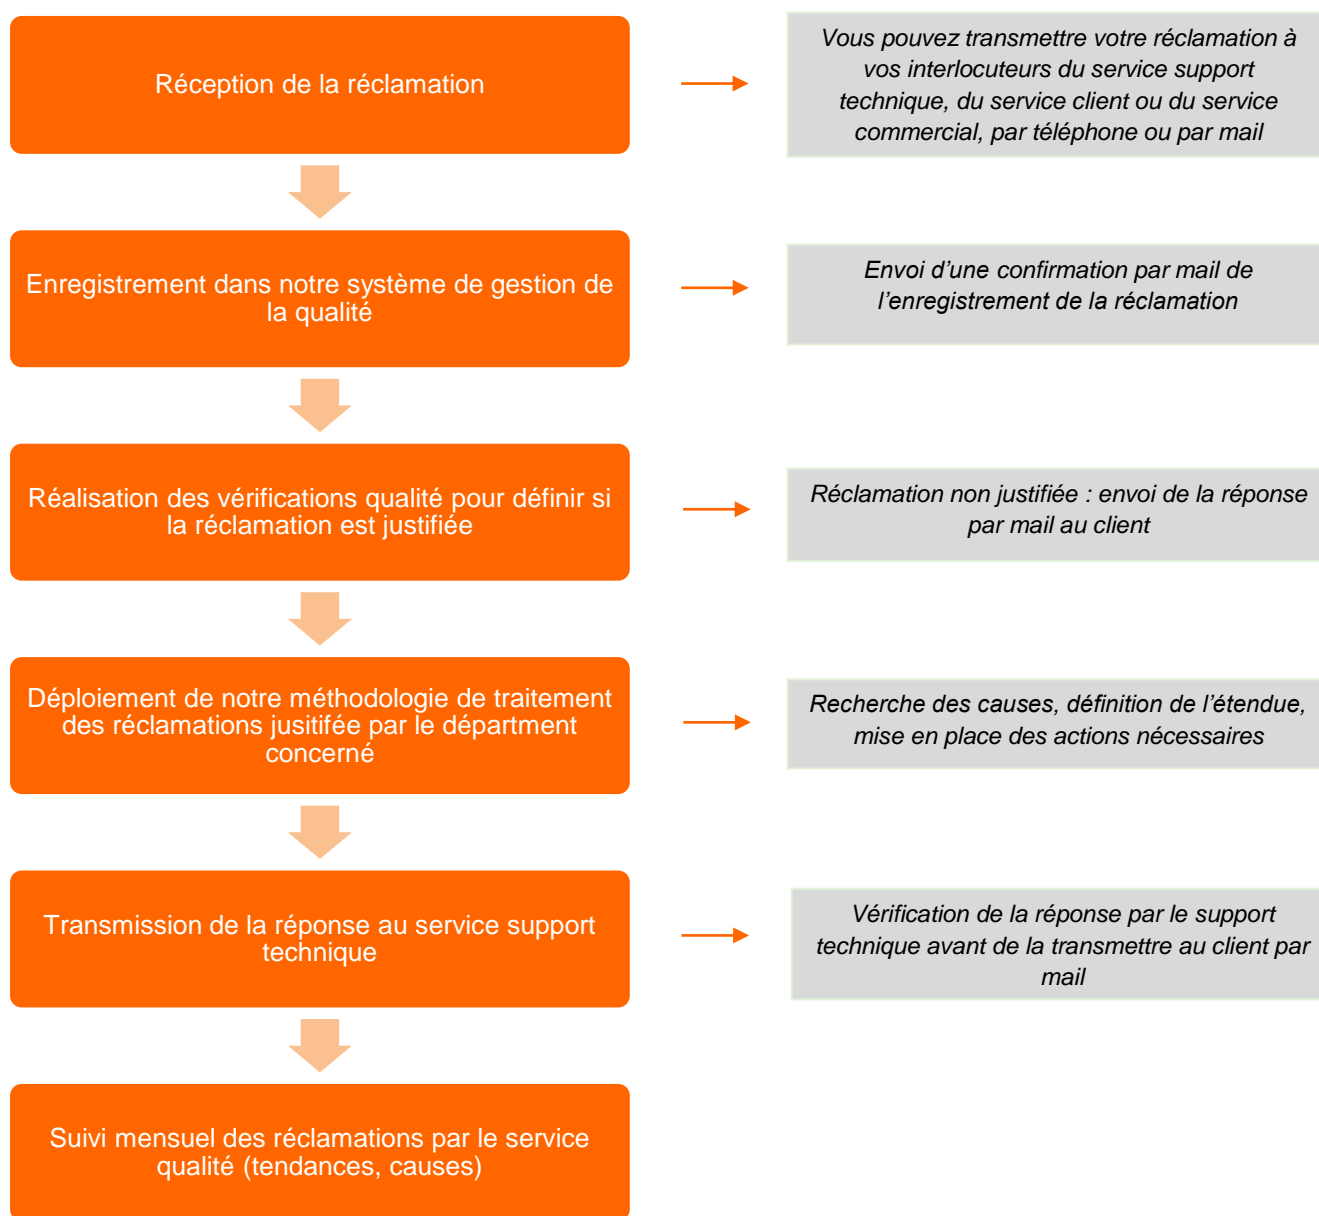 Réception de la réclamation
Vous pouvez transmettre votre réclamation à
vos interlocuteurs du service support
technique, du service client ou du service
commercial, par téléphone ou par mail
Enregistrement dans notre système de gestion de
la qualité
Envoi d’une confirmation par mail de
l’enregistrement de la réclamation
Réalisation des vérifications qualité pour définir si
la réclamation est justifiée
Réclamation non justifiée : envoi de la réponse
par mail au client
Déploiement de notre méthodologie de traitement
des réclamations jusitifée par le départment
concerné
Recherche des causes, définition de l’étendue,
mise en place des actions nécessaires
Transmission de la réponse au service support
technique
Vérification de la réponse par le support
technique avant de la transmettre au client par
mail
Suivi mensuel des réclamations par le service
qualité (tendances, causes)